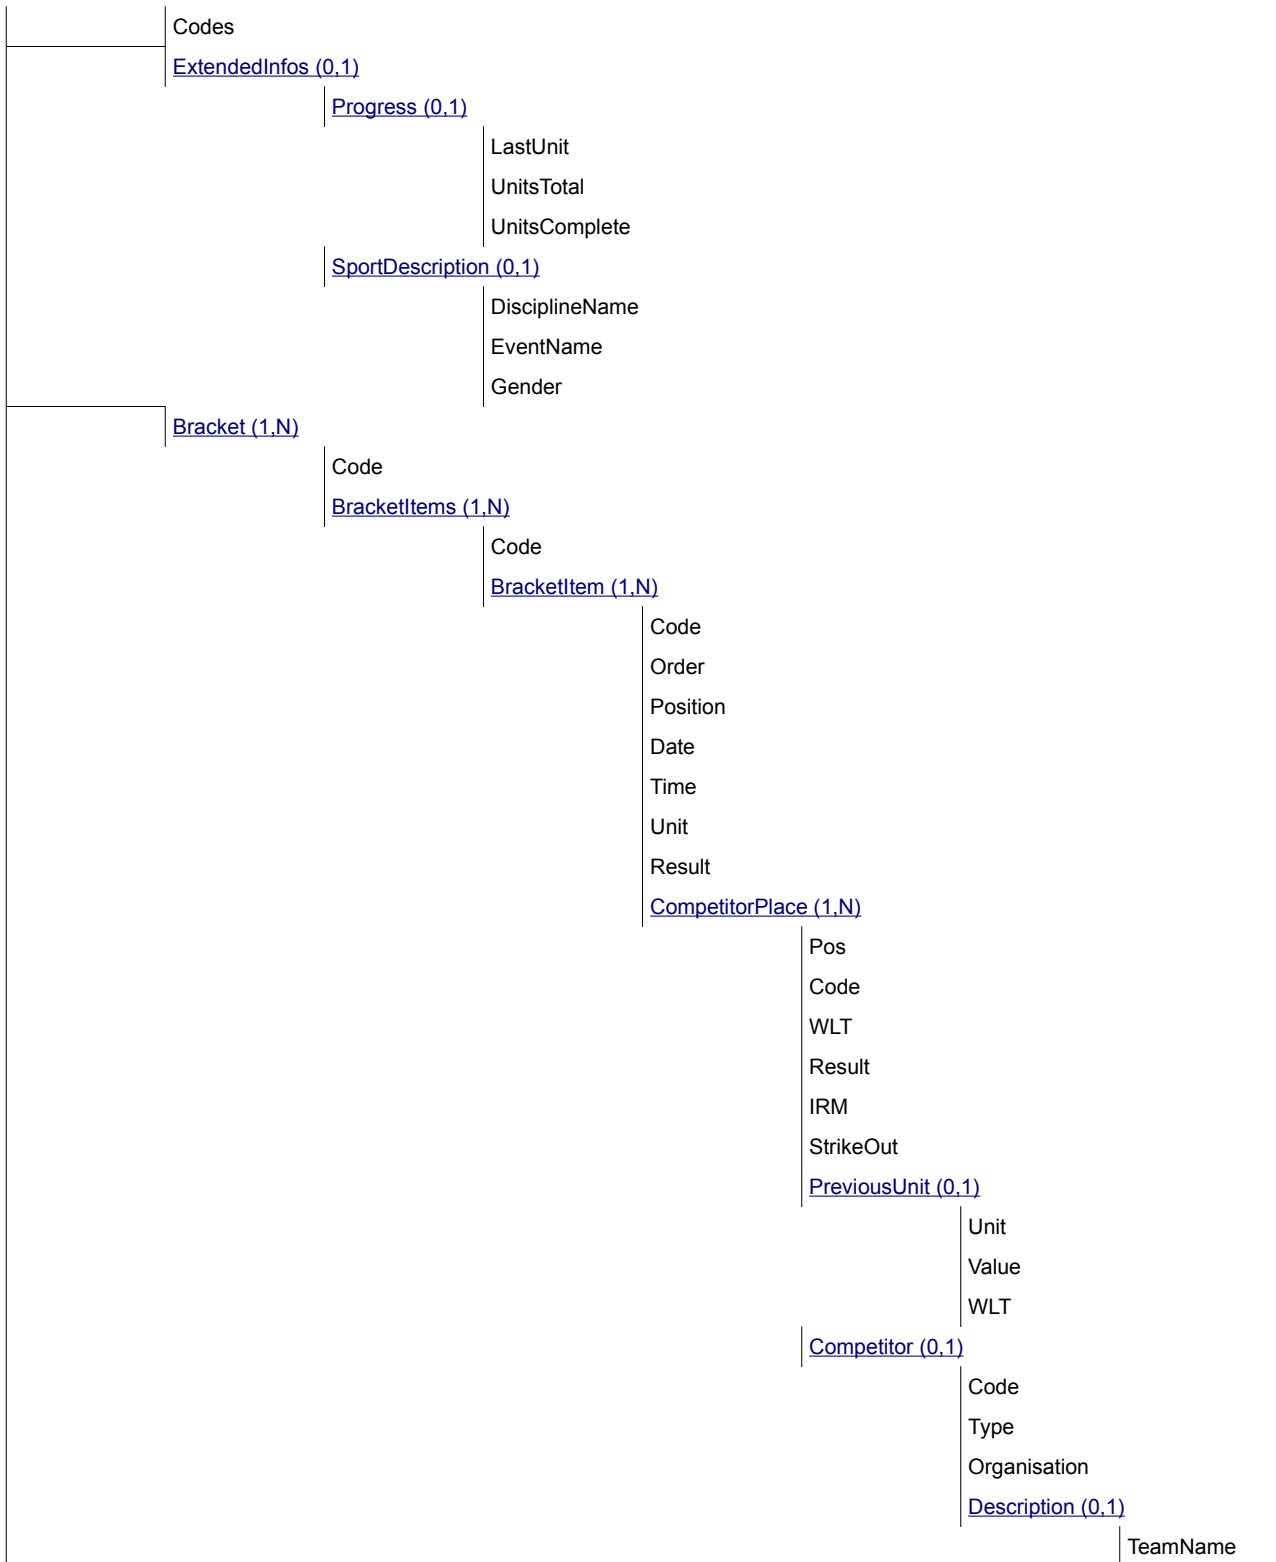 Codes
ExtendedInfos (0,1)
Progress (0,1)
LastUnit
UnitsTotal
UnitsComplete
SportDescription (0,1)
DisciplineName
EventName
Gender
Bracket (1,N)
Code
BracketItems (1,N)
Code
BracketItem (1,N)
Code
Order
Position
Date
Time
Unit
Result
CompetitorPlace (1,N)
Pos
Code
WLT
Result
IRM
StrikeOut
PreviousUnit (0,1)
Unit
Value
WLT
Competitor (0,1)
Code
Type
Organisation
Description (0,1)
TeamName